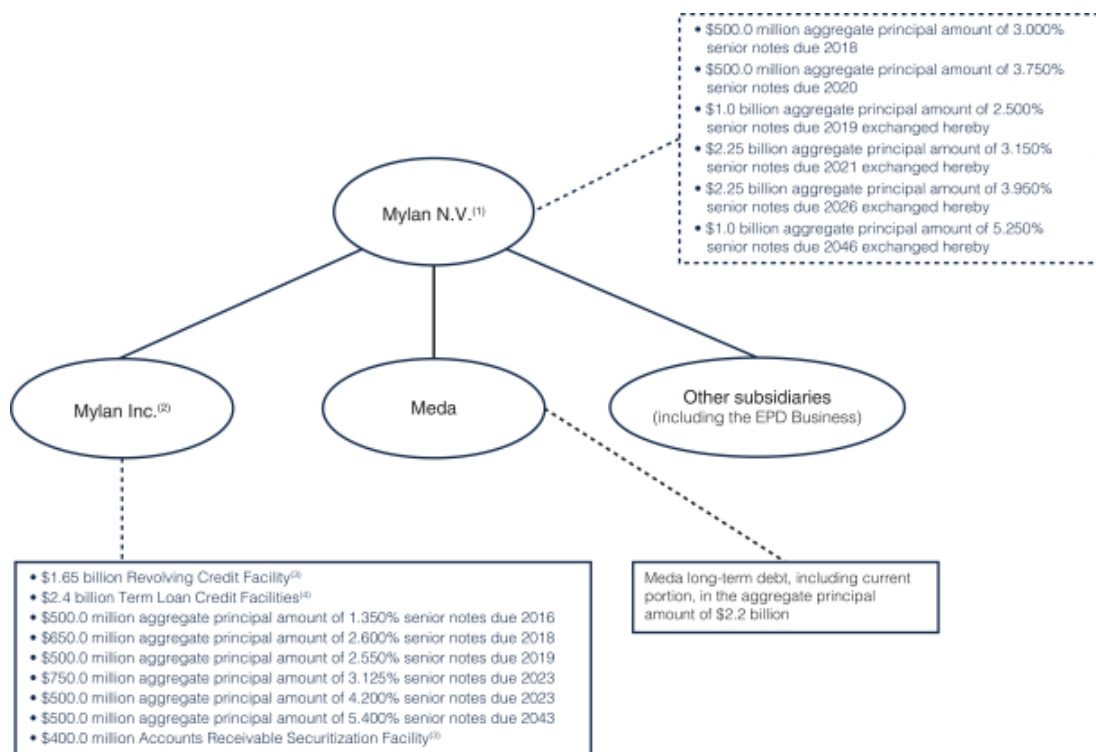 • $500.0 million aggregate principal amount of 3.000%
senior notes due 2018
• $500.0 million aggregate principal amount of 3.750%
senior notes due 2020
• $1.0 billion aggregate principal amount of 2.500%
senior notes due 2019 exchanged hereby
• $2.25 billion aggregate principal amount of 3.150%
senior notes due 2021 exchanged hereby
• $2.25 billion aggregate principal amount of 3.950%
senior notes due 2026 exchanged hereby
• $1.0 billion aggregate principal amount of 5.250%
senior notes due 2046 exchanged hereby
Mylan N.V.(1)
Mylan Inc.(2)
Meda
Other subsidiaries
(including the EPD Business)
• $1.65 billion Revolving Credit Facility(3)
• $2.4 billion Term Loan Credit Facilities(4)
• $500.0 million aggregate principal amount of 1.350% senior notes due 2016
• $650.0 million aggregate principal amount of 2.600% senior notes due 2018
• $500.0 million aggregate principal amount of 2.550% senior notes due 2019
• $750.0 million aggregate principal amount of 3.125% senior notes due 2023
• $500.0 million aggregate principal amount of 4.200% senior notes due 2023
• $500.0 million aggregate principal amount of 5.400% senior notes due 2043
• $400.0 million Accounts Receivable Securitization Facility(3)
Meda long-term debt, including current
portion, in the aggregate principal
amount of $2.2 billion